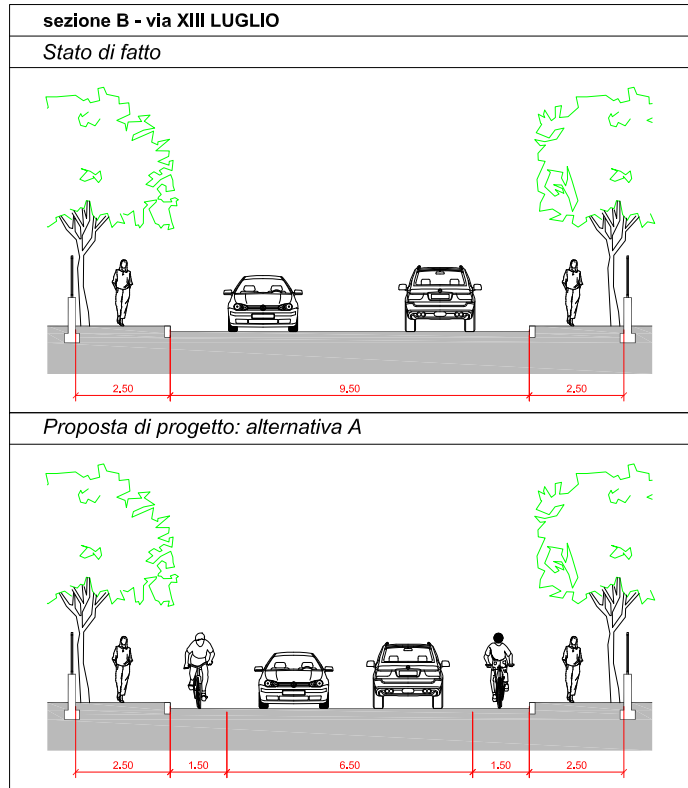 sezione B - via XIII LUGLIO
Stato di fatto
2.50 9.50 2.50
Proposta di progetto: alternativa A
2.50 1.50 6.50 1.50 2.50